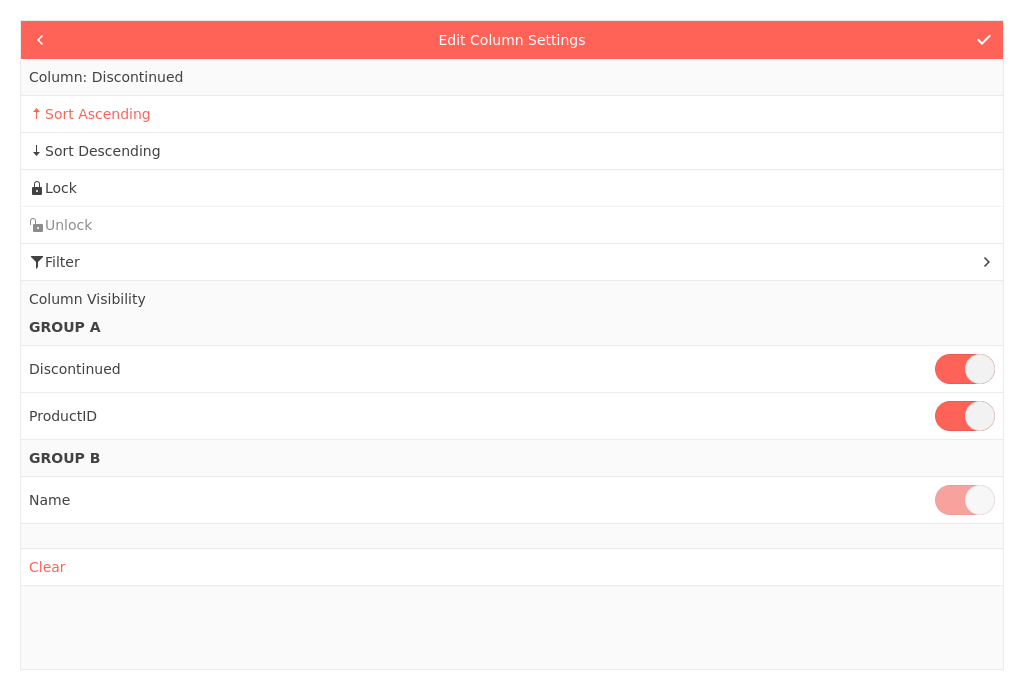 Edit Column Settings
Column: Discontinued
Sort Ascending
Sort Descending
Lock
Unlock
Filter
Column Visibility
GROUP A
Discontinued
ProductID
GROUP B
Name
Clear